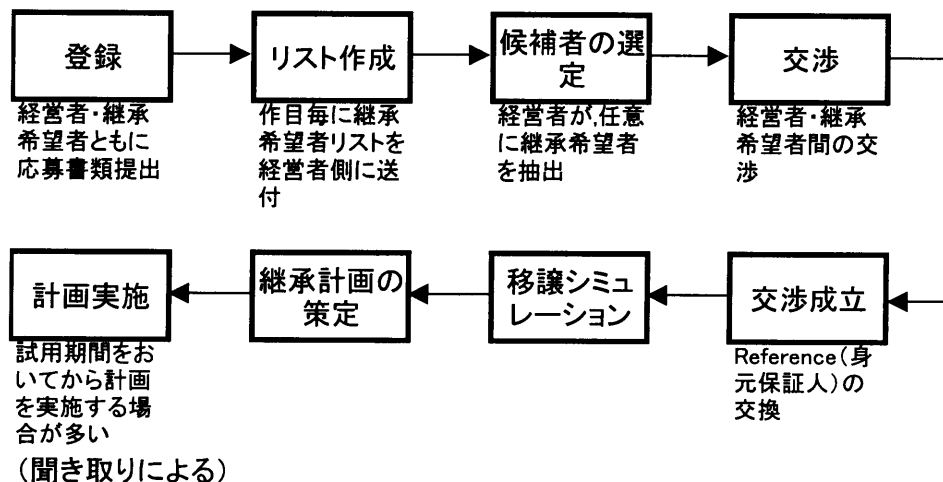 登録
経営者・継承
希望者ともに
応募書類提出
リスト作成
作目毎に継承
希望者リストを
経営者側に送
付
候補者の選
定
経営者が,任意
に継承希望者
を抽出
交渉
経営者・継承
希望者間の交
渉
交渉成立
Reference(身
元保証人)の
交換
移譲シミュ
レーション
継承計画の
策定
計画実施
試用期間をお
いてから計画
を実施する場
合が多い
(聞き取りによる)